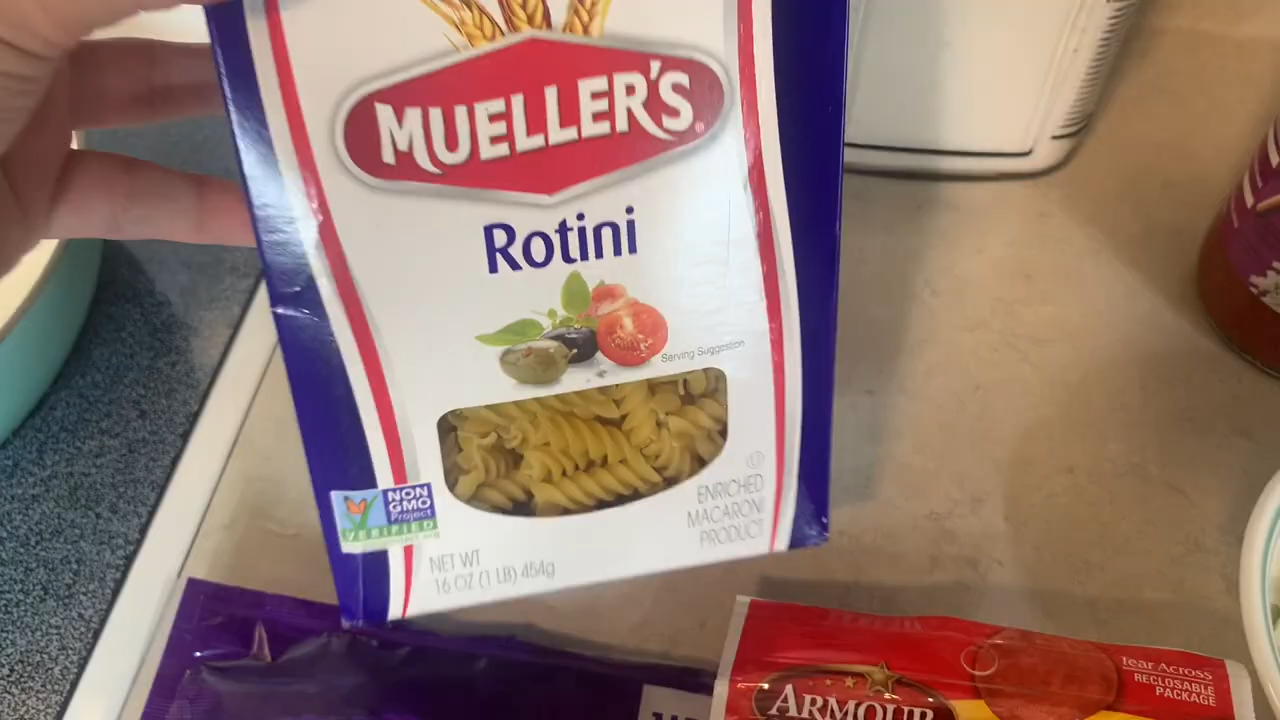 MUELLER'S
Rotini
Serving Suggestion
NON
GMO
Project
VERIFIED
ENRICHED
MACARONI
PRODUCT
NET WT
16 OZ (1 LB) 454g
Tear Across
RECLOSABLE
PACKAGE
ARMOUR